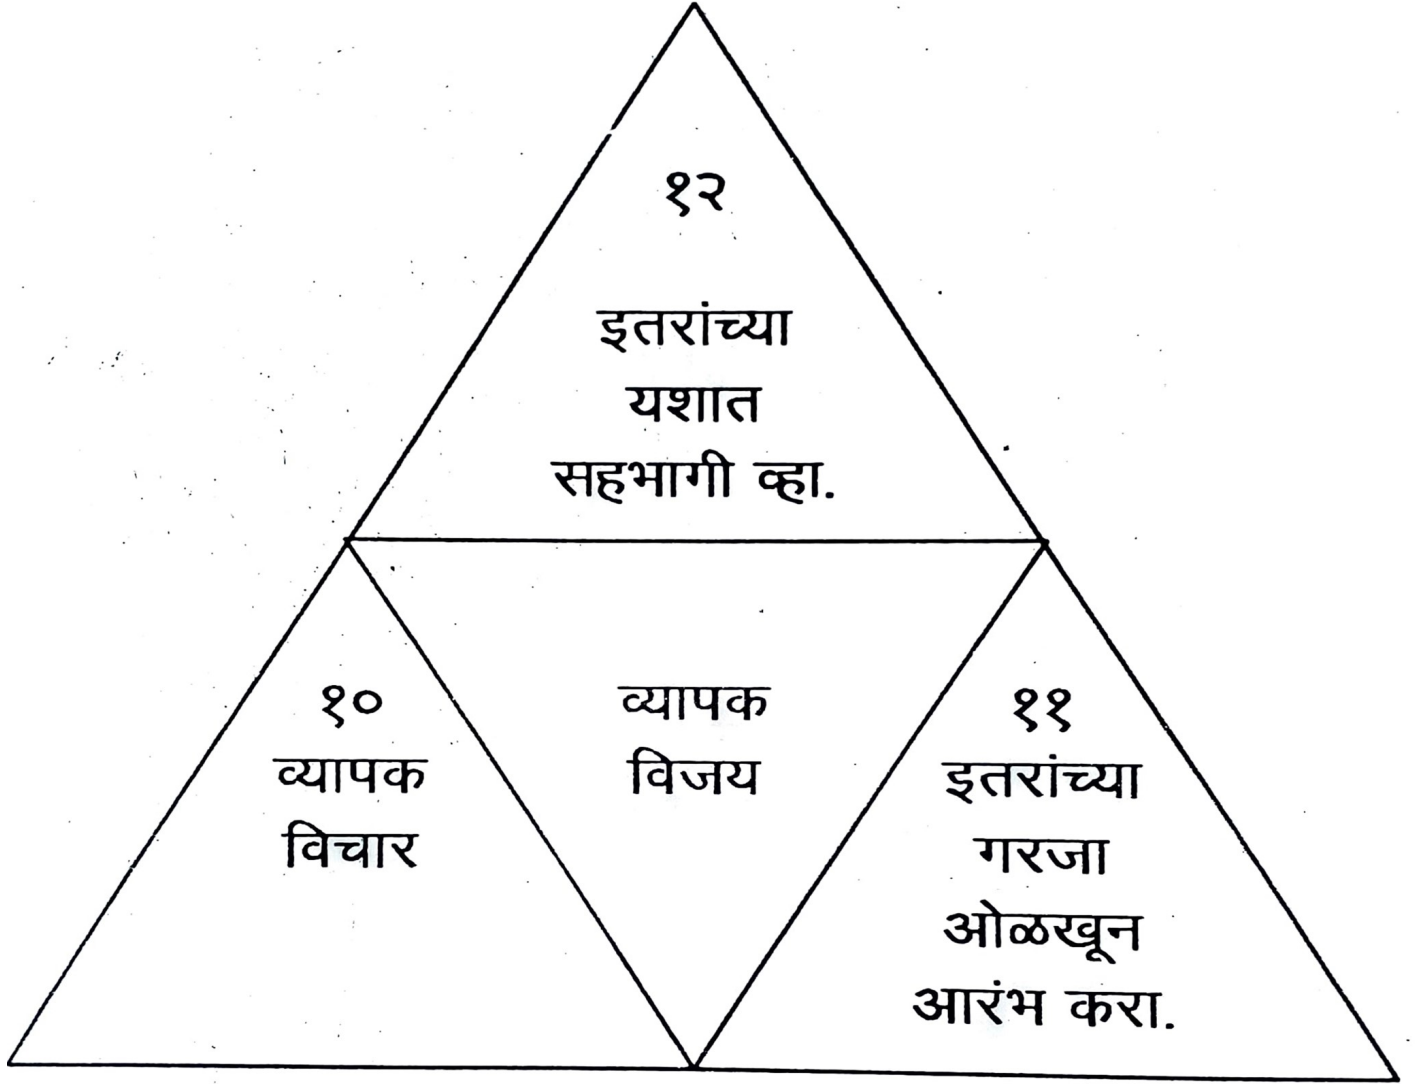 १२
इतरांच्या
यशात
सहभागी व्हा.
१०
व्यापक
विचार
व्यापक
विजय
११
इतरांच्या
गरजा
ओळखून
आरंभ करा.